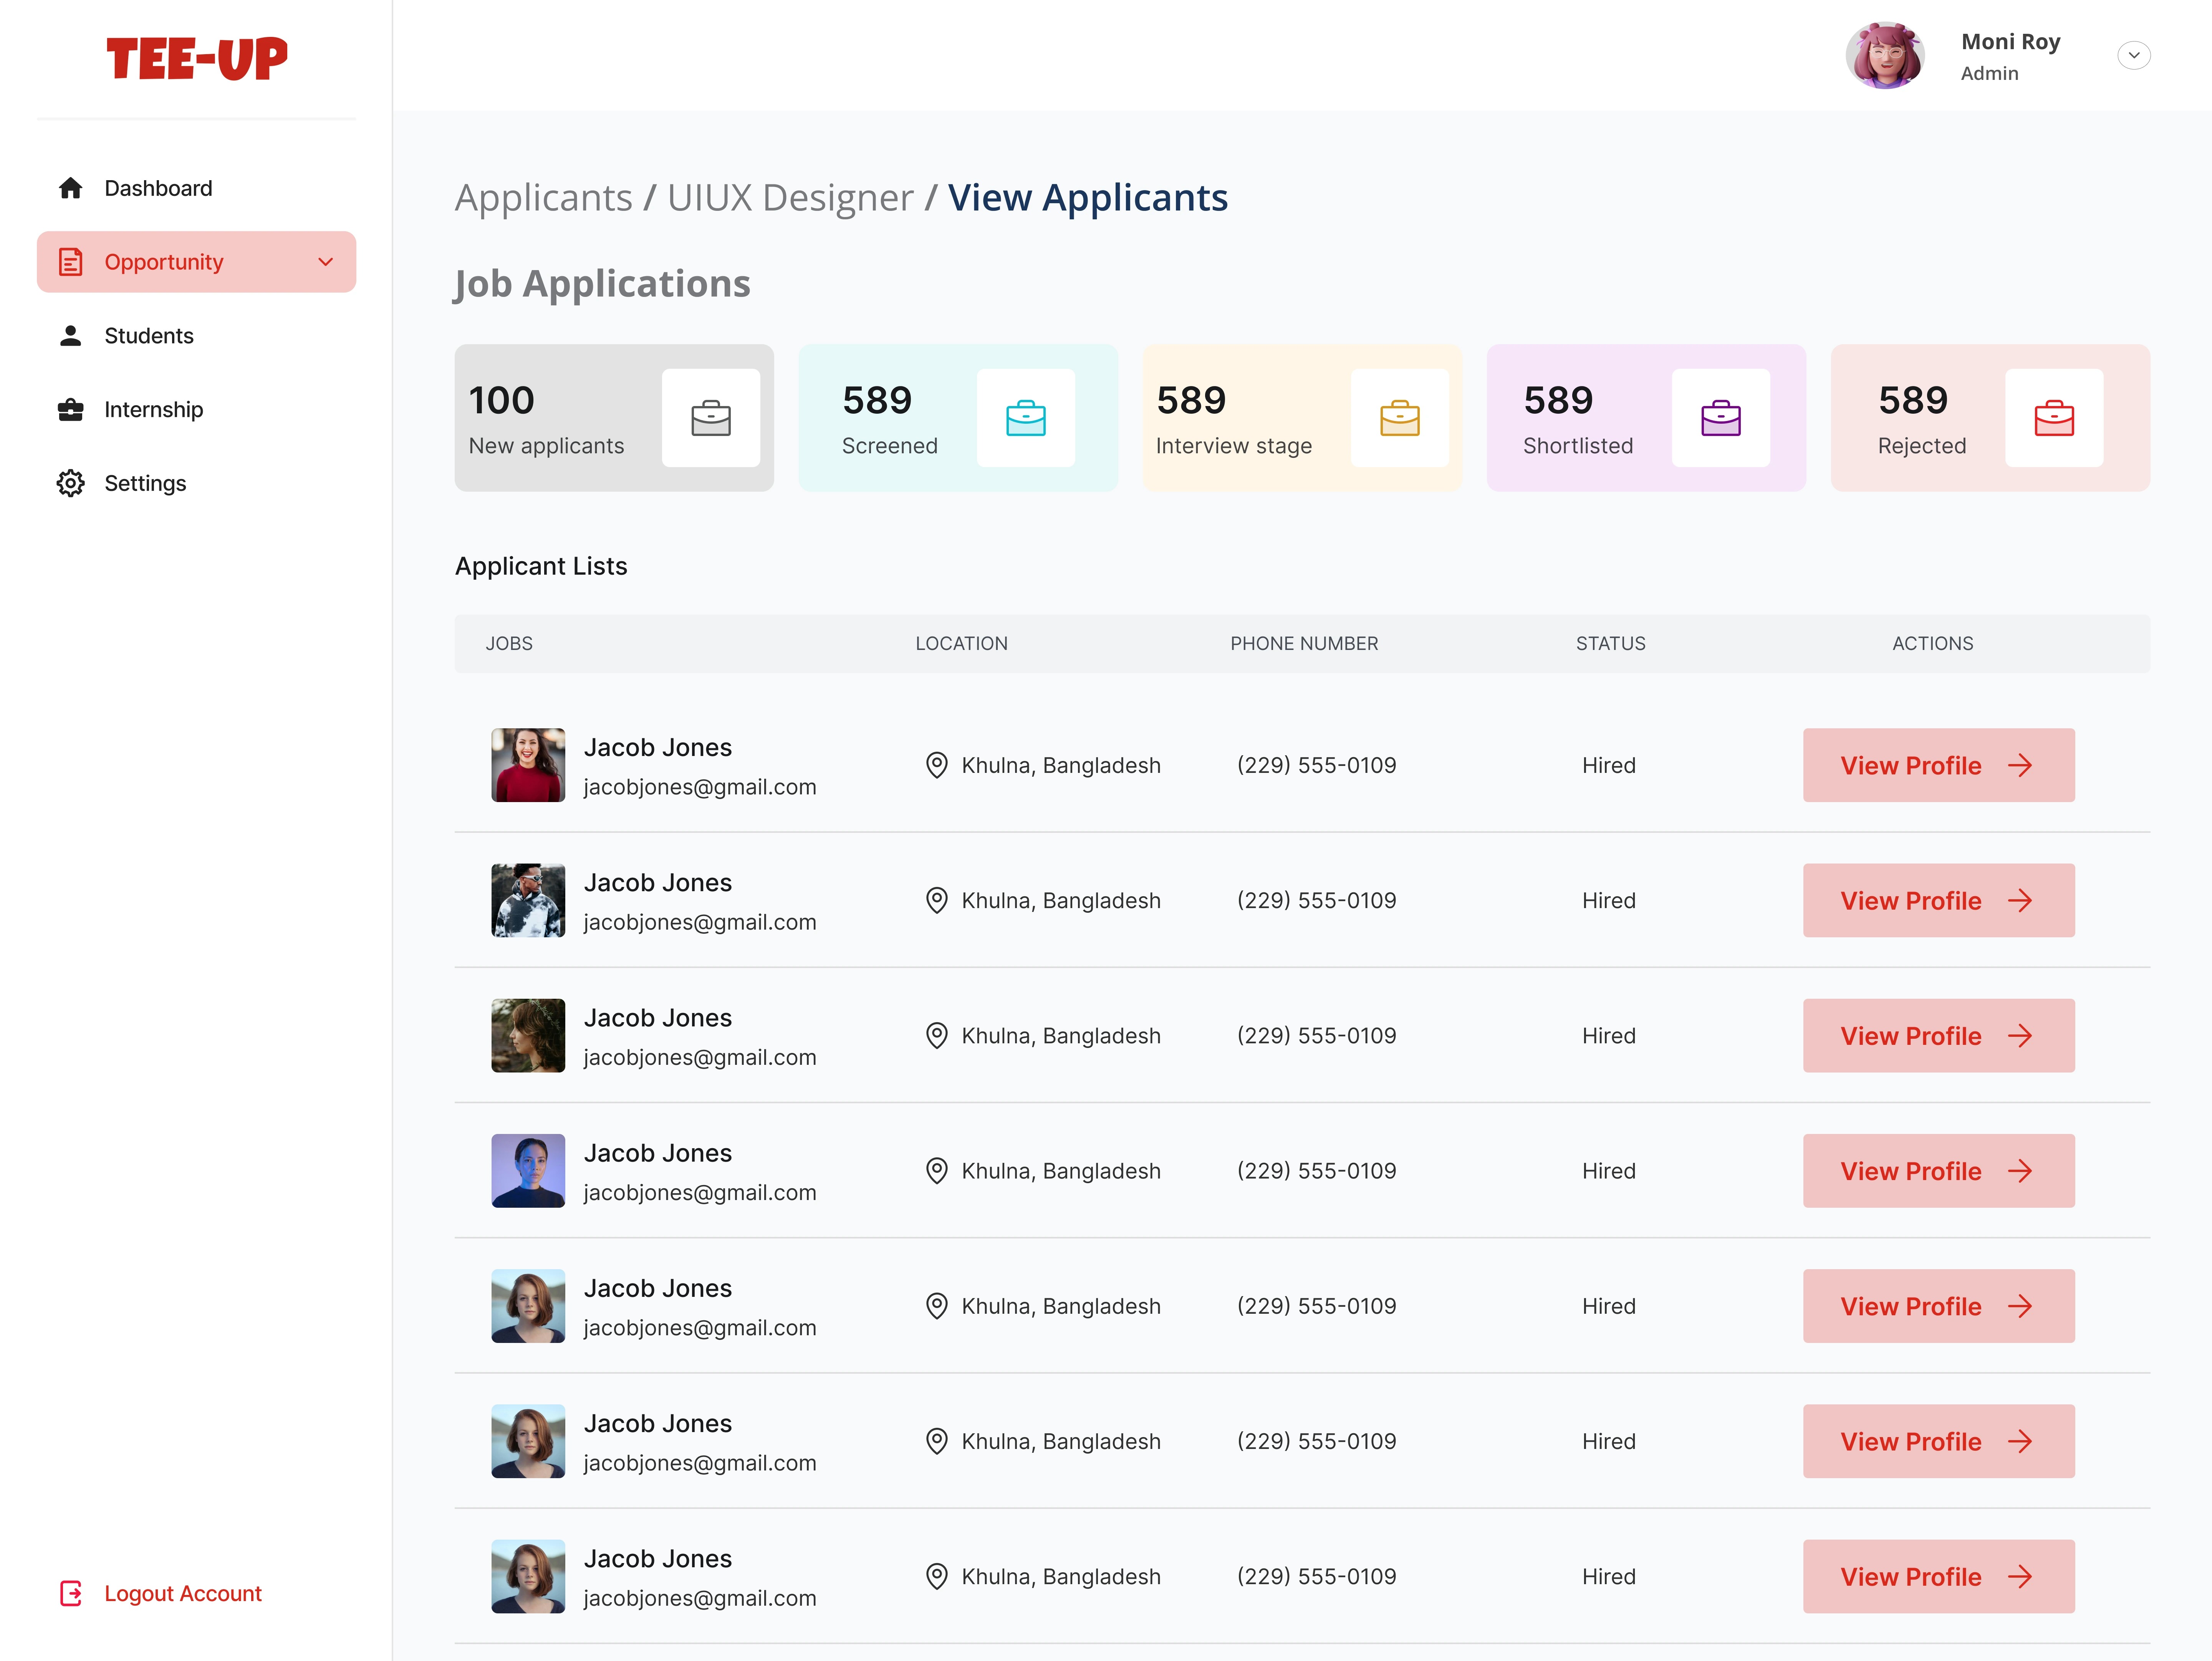 TEE-UP
Moni Roy
Admin
Dashboard
Opportunity
Students
Internship
Settings
Logout Account
Applicants / UIUX Designer / View Applicants
Job Applications
100
New applicants
589
Screened
589
Interview stage
589
Shortlisted
589
Rejected
Applicant Lists
JOBS LOCATION PHONE NUMBER STATUS ACTIONS
Jacob Jones
jacobjones@gmail.com
Khulna, Bangladesh (229) 555-0109 Hired View Profile
Jacob Jones
jacobjones@gmail.com
Khulna, Bangladesh (229) 555-0109 Hired View Profile
Jacob Jones
jacobjones@gmail.com
Khulna, Bangladesh (229) 555-0109 Hired View Profile
Jacob Jones
jacobjones@gmail.com
Khulna, Bangladesh (229) 555-0109 Hired View Profile
Jacob Jones
jacobjones@gmail.com
Khulna, Bangladesh (229) 555-0109 Hired View Profile
Jacob Jones
jacobjones@gmail.com
Khulna, Bangladesh (229) 555-0109 Hired View Profile
Jacob Jones
jacobjones@gmail.com
Khulna, Bangladesh (229) 555-0109 Hired View Profile